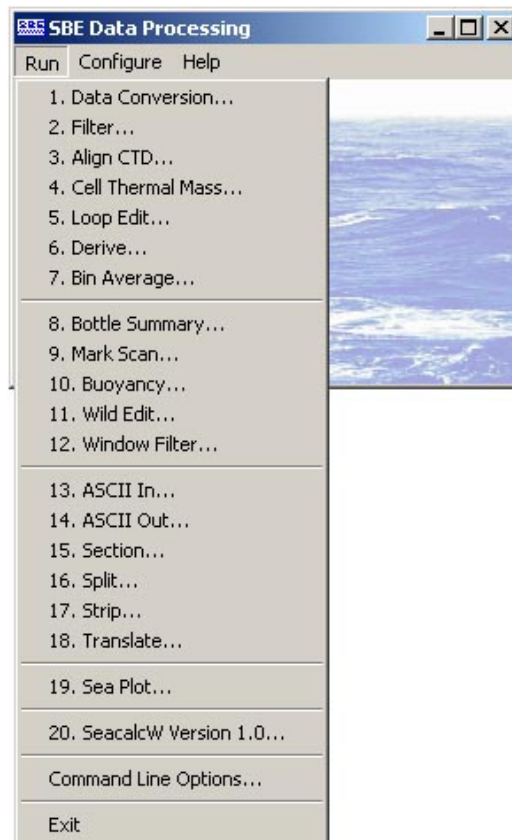 SBE SBE Data Processing
Run Configure Help
1. Data Conversion...
2. Filter...
3. Align CTD...
4. Cell Thermal Mass...
5. Loop Edit...
6. Derive...
7. Bin Average...
8. Bottle Summary...
9. Mark Scan...
10. Buoyancy...
11. Wild Edit...
12. Window Filter...
13. ASCII In...
14. ASCII Out...
15. Section...
16. Split...
17. Strip...
18. Translate...
19. Sea Plot...
20. SeacalcW Version 1.0...
Command Line Options...
Exit